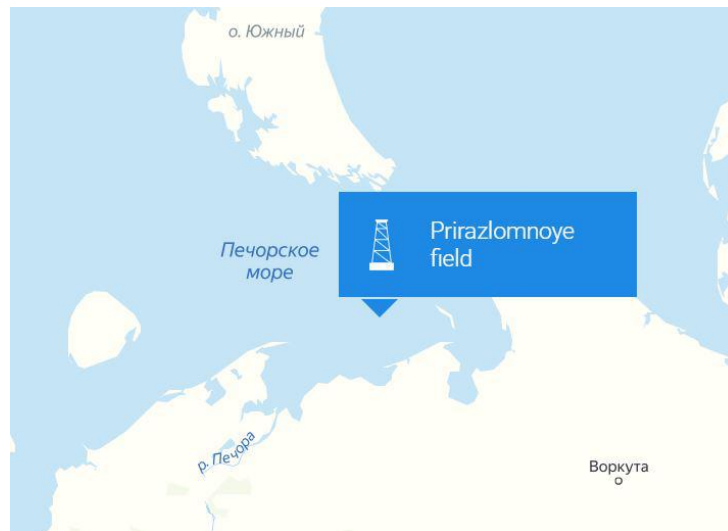 о. Южный
Prirazlomnoye
field
Печорское
море
р. Печора
Воркута